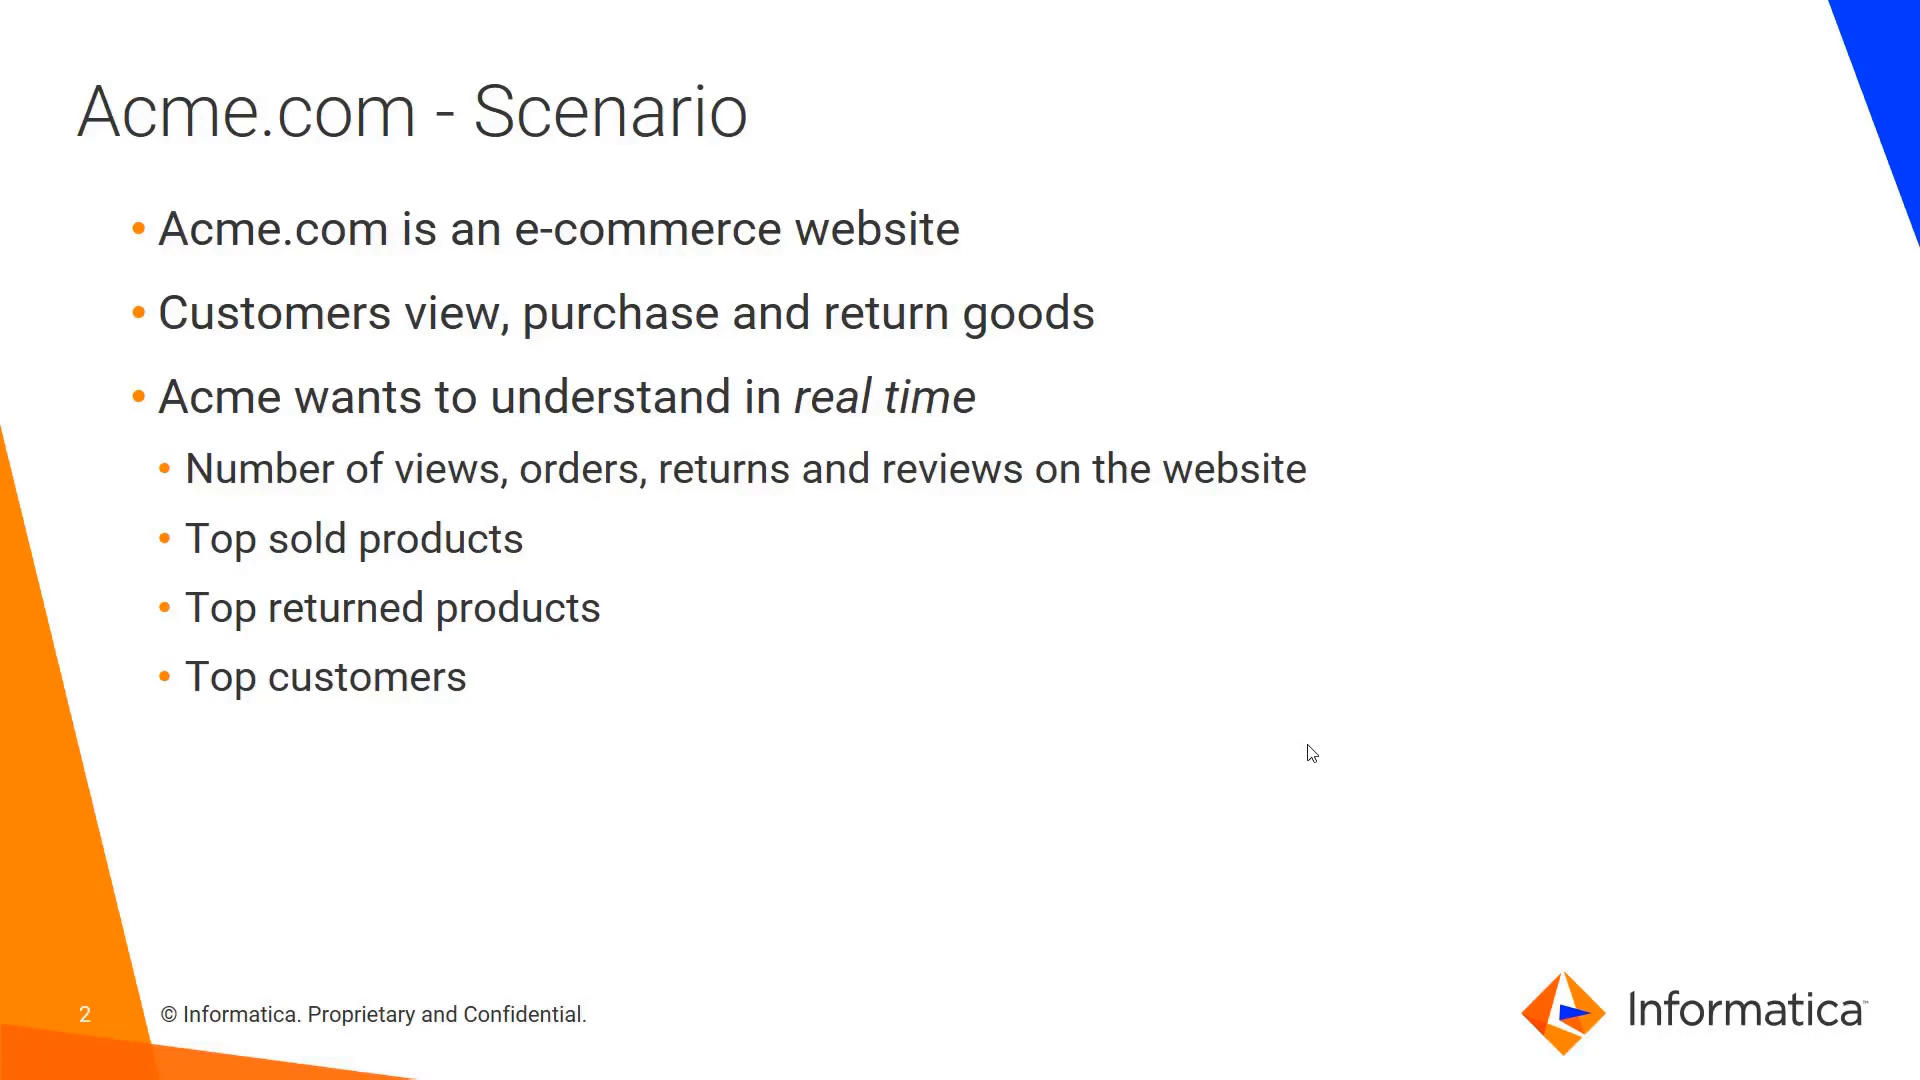 Acme.com - Scenario
• Acme.com is an e-commerce website
• Customers view, purchase and return goods
• Acme wants to understand in real time
• Number of views, orders, returns and reviews on the website
• Top sold products
• Top returned products
• Top customers
2
© Informatica. Proprietary and Confidential.
Informatica™